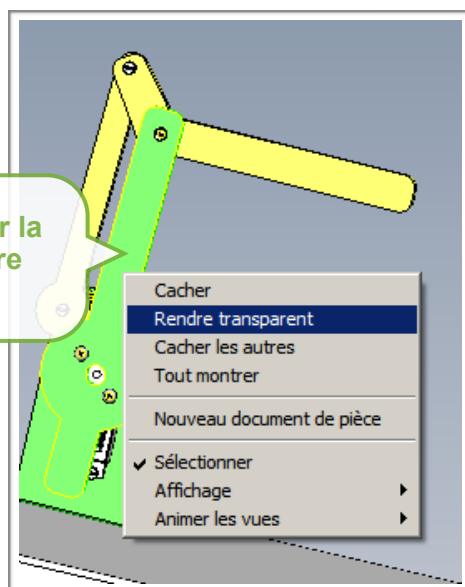 r la
re
Cacher
Rendre transparent
Cacher les autres
Tout montrer
Nouveau document de pièce
Sélectionner
Affichage
Animer les vues